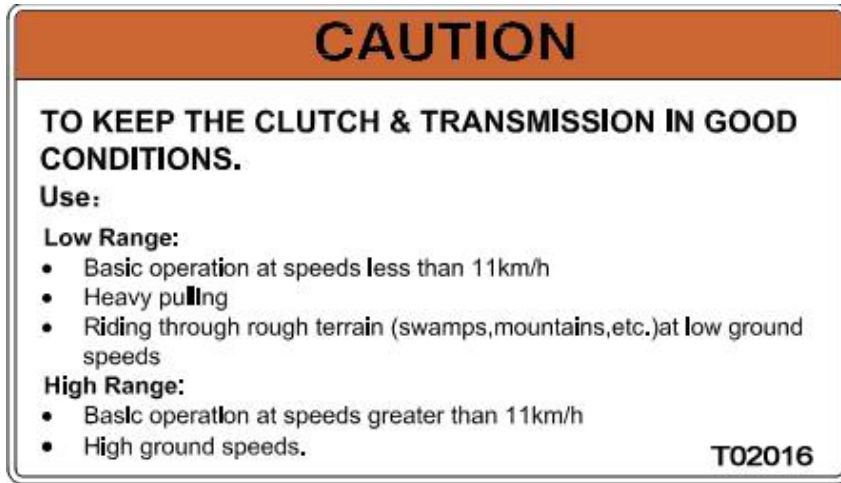 CAUTION
TO KEEP THE CLUTCH & TRANSMISSION IN GOOD
CONDITIONS.
Use:
Low Range:
• Basic operation at speeds less than 11km/h
• Heavy pulling
• Riding through rough terrain (swamps,mountains,etc.)at low ground
speeds
High Range:
• Basic operation at speeds greater than 11km/h
• High ground speeds.
T02016